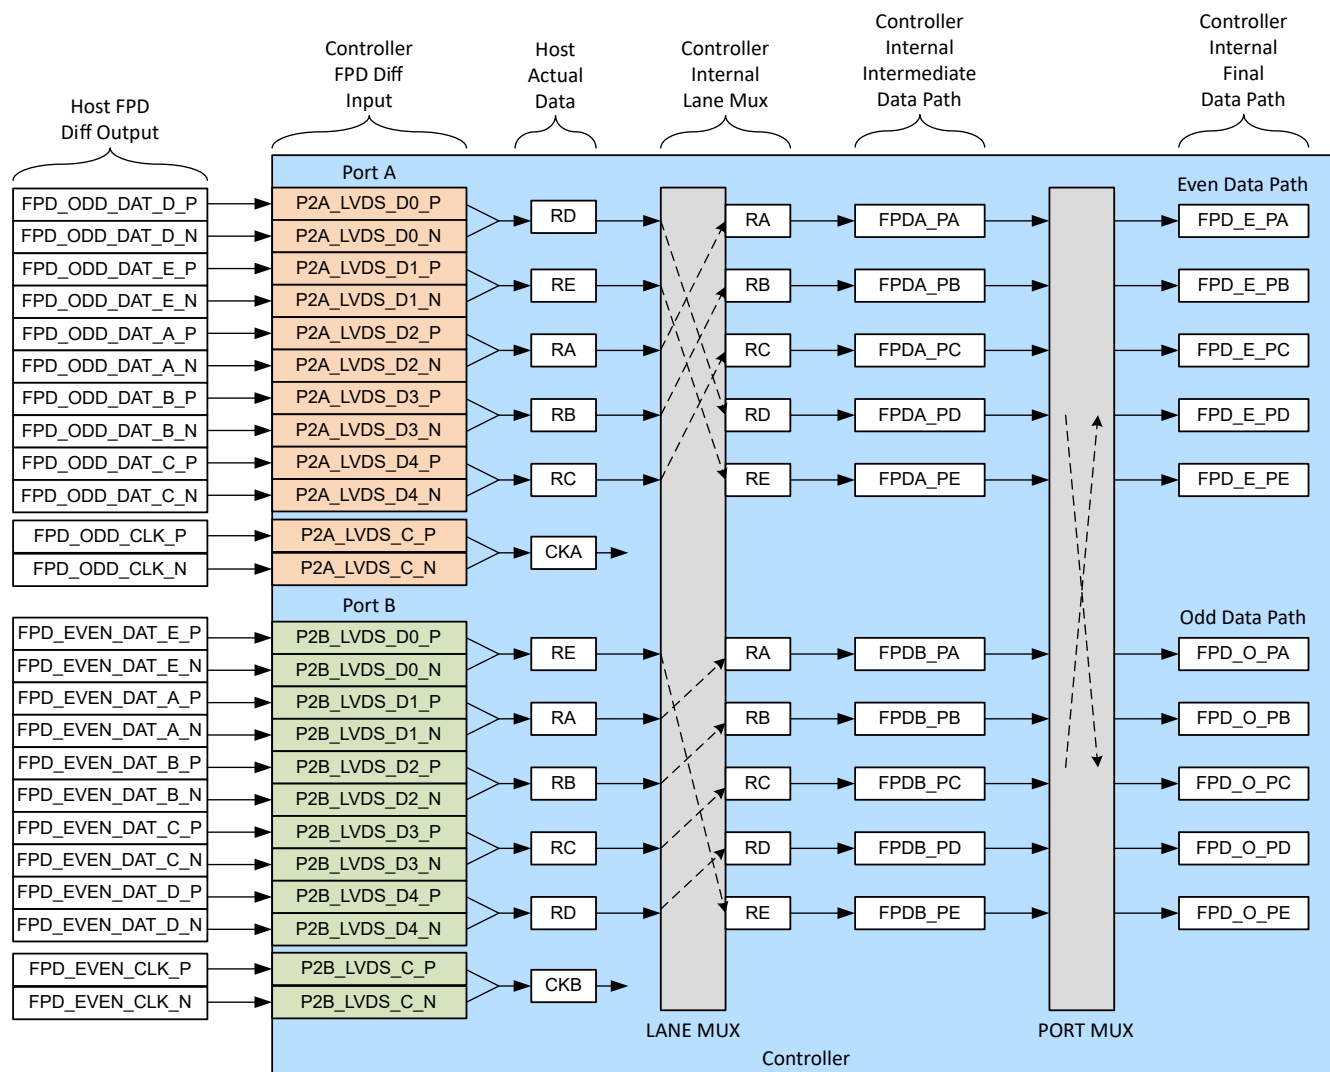 Host FPD
Diff Output
Controller
FPD Diff
Input
Host
Actual
Data
Controller
Internal
Lane Mux
Controller
Internal
Intermediate
Data Path
Controller
Internal
Final
Data Path
Port A
Even Data Path
FPD_ODD_DAT_D_P
P2A_LVDS_D0_P
FPD_ODD_DAT_D_N
P2A_LVDS_D0_N
RD
RA
FPDA_PA
FPD_E_PA
FPD_ODD_DAT_E_P
P2A_LVDS_D1_P
FPD_ODD_DAT_E_N
P2A_LVDS_D1_N
RE
RB
FPDA_PB
FPD_E_PB
FPD_ODD_DAT_A_P
P2A_LVDS_D2_P
FPD_ODD_DAT_A_N
P2A_LVDS_D2_N
RA
RC
FPDA_PC
FPD_E_PC
FPD_ODD_DAT_B_P
P2A_LVDS_D3_P
FPD_ODD_DAT_B_N
P2A_LVDS_D3_N
RB
RD
FPDA_PD
FPD_E_PD
FPD_ODD_DAT_C_P
P2A_LVDS_D4_P
FPD_ODD_DAT_C_N
P2A_LVDS_D4_N
RC
RE
FPDA_PE
FPD_E_PE
FPD_ODD_CLK_P
P2A_LVDS_C_P
FPD_ODD_CLK_N
P2A_LVDS_C_N
CKA
Port B
Odd Data Path
FPD_EVEN_DAT_E_P
P2B_LVDS_D0_P
FPD_EVEN_DAT_E_N
P2B_LVDS_D0_N
RE
RA
FPDB_PA
FPD_O_PA
FPD_EVEN_DAT_A_P
P2B_LVDS_D1_P
FPD_EVEN_DAT_A_N
P2B_LVDS_D1_N
RA
RB
FPDB_PB
FPD_O_PB
FPD_EVEN_DAT_B_P
P2B_LVDS_D2_P
FPD_EVEN_DAT_B_N
P2B_LVDS_D2_N
RB
RC
FPDB_PC
FPD_O_PC
FPD_EVEN_DAT_C_P
P2B_LVDS_D3_P
FPD_EVEN_DAT_C_N
P2B_LVDS_D3_N
RC
RD
FPDB_PD
FPD_O_PD
FPD_EVEN_DAT_D_P
P2B_LVDS_D4_P
FPD_EVEN_DAT_D_N
P2B_LVDS_D4_N
RD
RE
FPDB_PE
FPD_O_PE
FPD_EVEN_CLK_P
P2B_LVDS_C_P
FPD_EVEN_CLK_N
P2B_LVDS_C_N
CKB
LANE MUX
PORT MUX
Controller